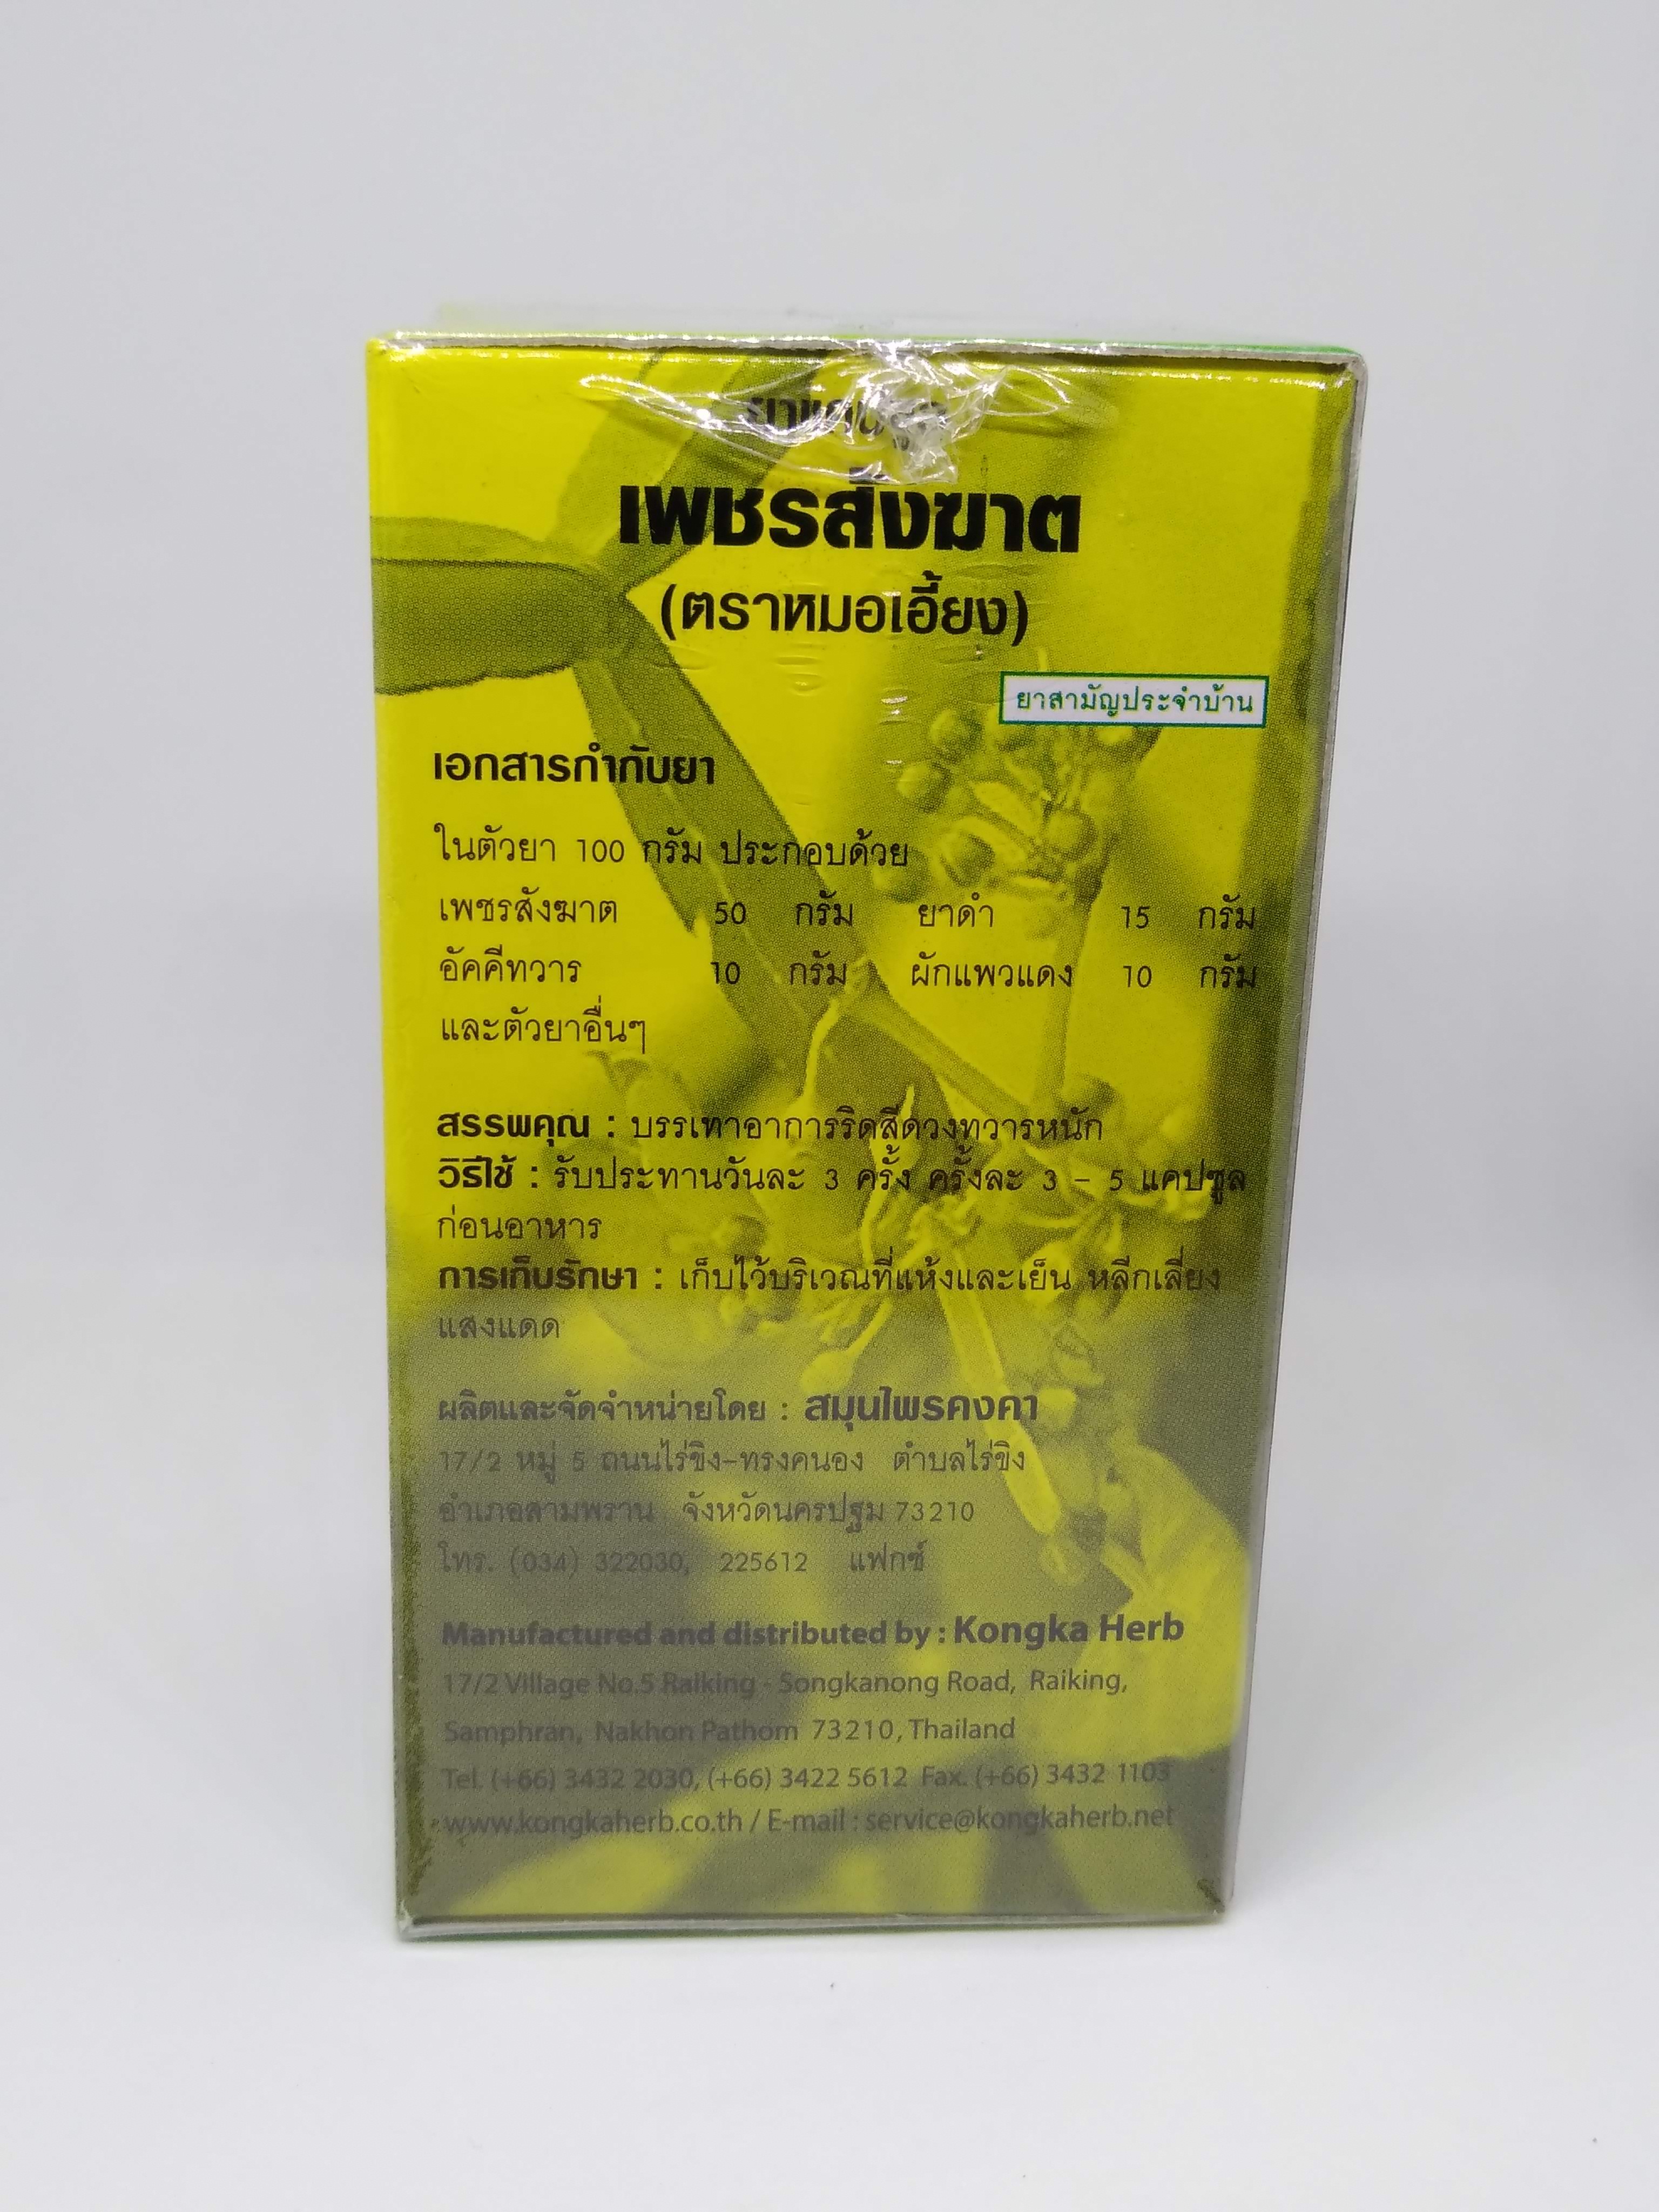 ยาแคปซูล
เพชรสังฆาต
(ตราหมอเอี้ยง)
ยาสามัญประจำบ้าน
เอกสารกำกับยา
ในตัวยา 100 กรัม ประกอบด้วย
เพชรสังฆาต 50 กรัม ยาดำ 15 กรัม
อัคคีทวาร 10 กรัม ผักแพวแดง 10 กรัม
และตัวยาอื่นๆ
สรรพคุณ : บรรเทาอาการริดสีดวงทวารหนัก
วิธีใช้ : รับประทานวันละ 3 ครั้ง ครั้งละ 3 – 5 แคปซูล
ก่อนอาหาร
การเก็บรักษา : เก็บไว้บริเวณที่แห้งและเย็น หลีกเลี่ยง
แสงแดด
ผลิตและจัดจำหน่ายโดย : สมุนไพรคงคา
17/2 หมู่ 5 ถนนไร่ขิง–ทรงคนอง ตำบลไร่ขิง
อำเภอสามพราน จังหวัดนครปฐม 73210
โทร. (034) 322030, 225612 แฟกซ์
Manufactured and distributed by : Kongka Herb
17/2 Village No.5 Raiking - Songkanong Road, Raiking,
Samphran, Nakhon Pathom 73210, Thailand
Tel. (+66) 3432 2030, (+66) 3422 5612 Fax. (+66) 3432 1103
www.kongkaherb.co.th / E-mail : service@kongkaherb.net